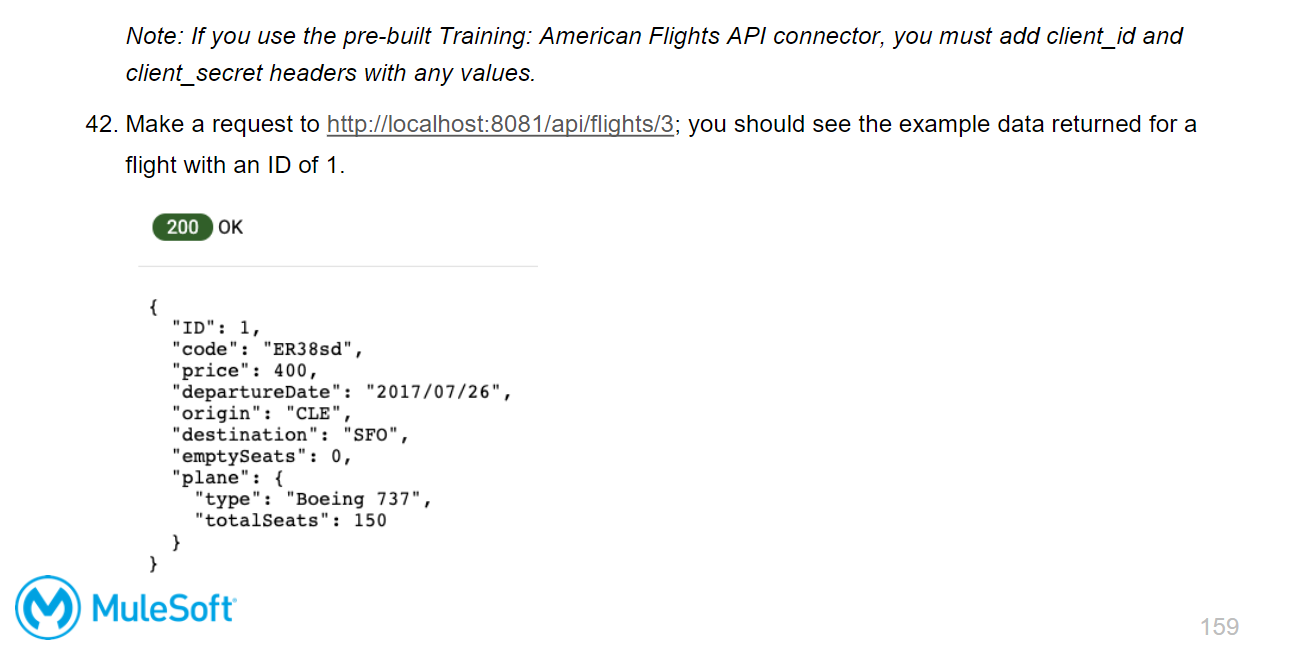 Note: If you use the pre-built Training: American Flights API connector, you must add client_id and
client_secret headers with any values.
42. Make a request to http://localhost:8081/api/flights/3; you should see the example data returned for a
flight with an ID of 1.
200 OK
{
  "ID": 1,
  "code": "ER38sd",
  "price": 400,
  "departureDate": "2017/07/26",
  "origin": "CLE",
  "destination": "SFO",
  "emptySeats": 0,
  "plane": {
    "type": "Boeing 737",
    "totalSeats": 150
  }
}
MuleSoft
159